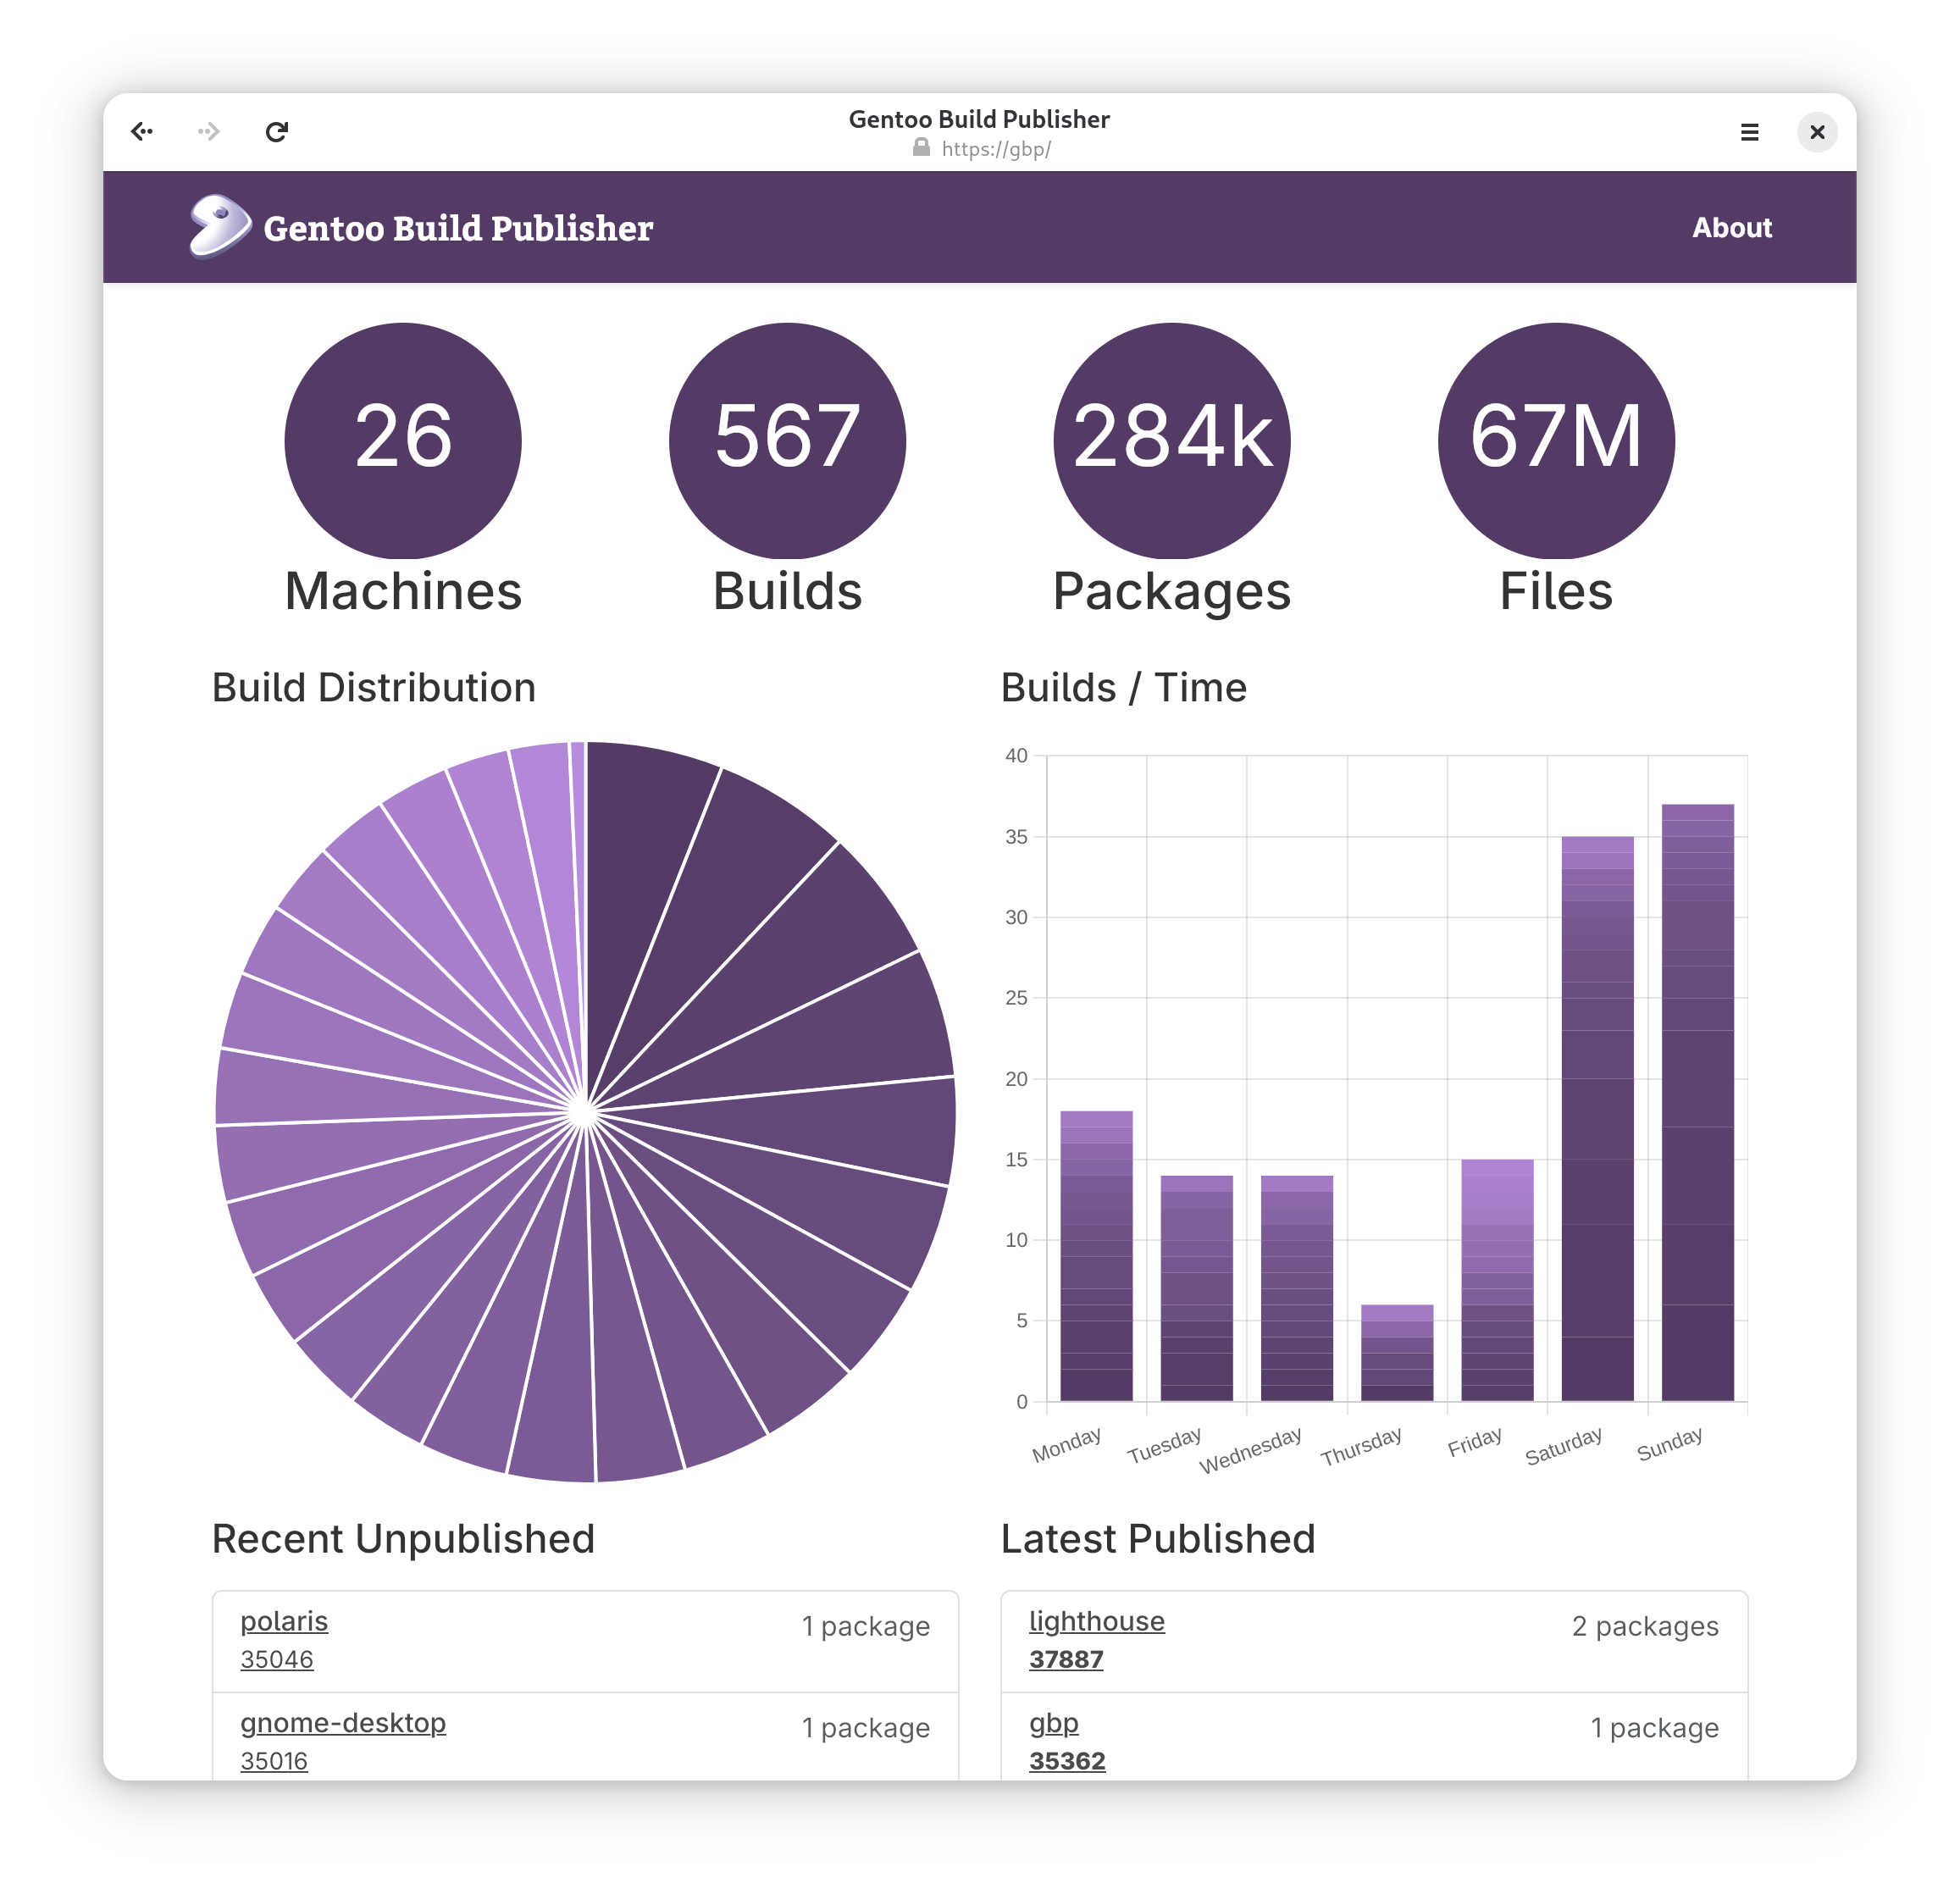 Gentoo Build Publisher
https://gbp/
Gentoo Build Publisher
About
26
567
284k
67M
Machines
Builds
Packages
Files
Build Distribution
Builds / Time
40
35
30
25
20
15
10
5
0
Monday
Tuesday
Wednesday
Thursday
Friday
Saturday
Sunday
Recent Unpublished
polaris
1 package
35046
gnome-desktop
1 package
35016
Latest Published
lighthouse
2 packages
37887
gbp
1 package
35362